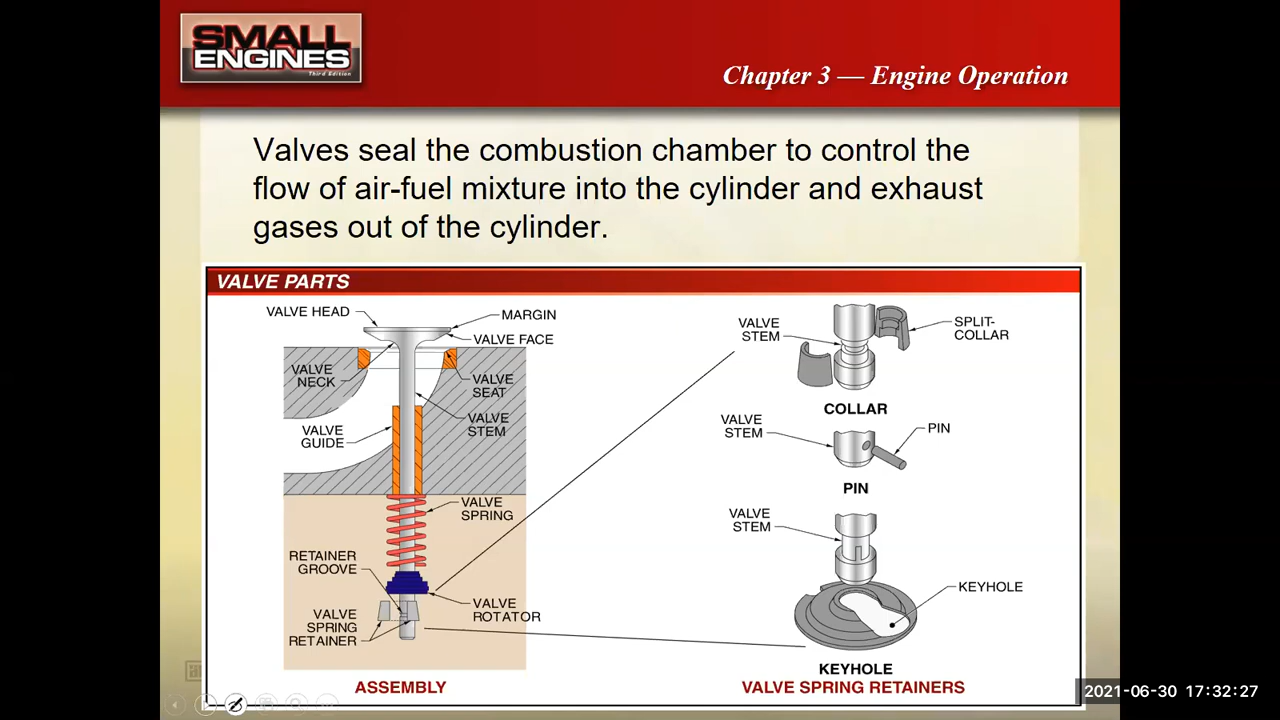 SMALL
ENGINES
Third Edition
Chapter 3 — Engine Operation
Valves seal the combustion chamber to control the
flow of air-fuel mixture into the cylinder and exhaust
gases out of the cylinder.
VALVE PARTS
VALVE HEAD
MARGIN
VALVE FACE
VALVE
NECK
VALVE
SEAT
VALVE
GUIDE
VALVE
STEM
VALVE
SPRING
RETAINER
GROOVE
VALVE
ROTATOR
VALVE
SPRING
RETAINER
ASSEMBLY
VALVE
STEM
SPLIT-
COLLAR
COLLAR
VALVE
STEM
PIN
PIN
VALVE
STEM
KEYHOLE
KEYHOLE
VALVE SPRING RETAINERS
2021-06-30 17:32:27